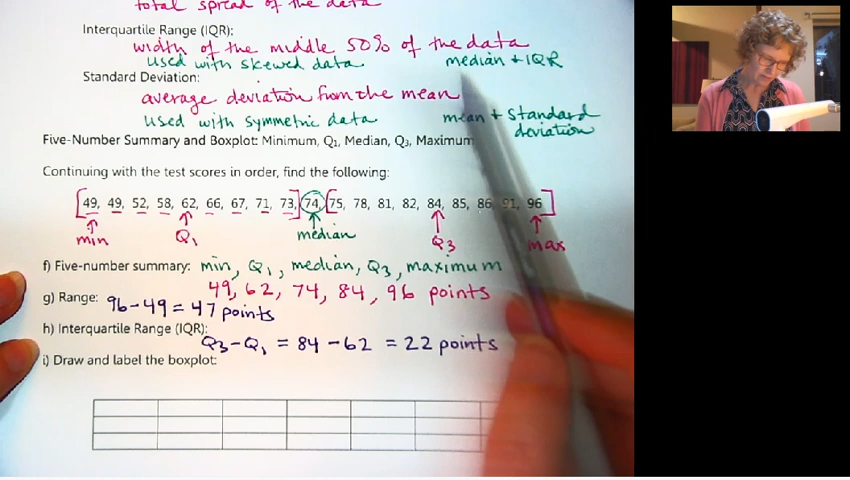 total spread of the data
Interquartile Range (IQR):
width of the middle 50% of the data
used with skewed data median + IQR
Standard Deviation:
average deviation from the mean
used with symmetric data mean + standard
deviation
Five-Number Summary and Boxplot: Minimum, Q₁, Median, Q₃, Maximum
Continuing with the test scores in order, find the following:
[49, 49, 52, 58, 62, 66, 67, 71, 73,] 74, [75, 78, 81, 82, 84, 85, 86, 91, 96]
min Q₁ median Q₃ max
f) Five-number summary: min, Q₁, median, Q₃, maximum
49, 62, 74, 84, 96 points
g) Range: 96-49 = 47 points
h) Interquartile Range (IQR):
Q₃-Q₁ = 84-62 = 22 points
i) Draw and label the boxplot: